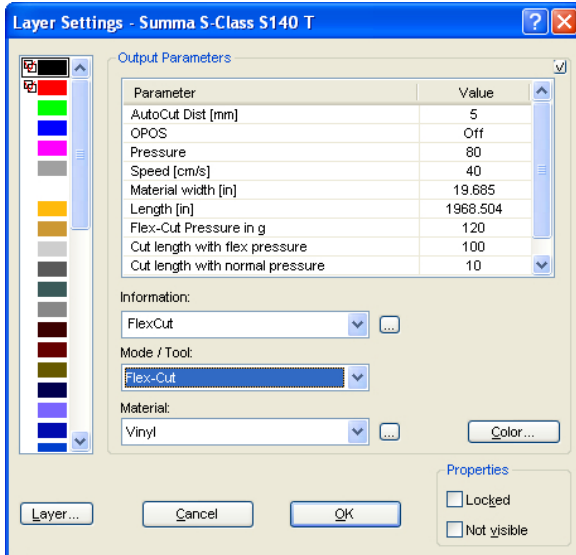 Layer Settings - Summa S-Class S140 T
Output Parameters
Parameter Value
AutoCut Dist [mm] 5
OPOS Off
Pressure 80
Speed [cm/s] 40
Material width [in] 19.685
Length [in] 1968.504
Flex-Cut Pressure in g 120
Cut length with flex pressure 100
Cut length with normal pressure 10
Information:
FlexCut ...
Mode / Tool:
Flex-Cut
Material:
Vinyl ...
Color...
Properties
Locked
Not visible
Layer...
Cancel
OK